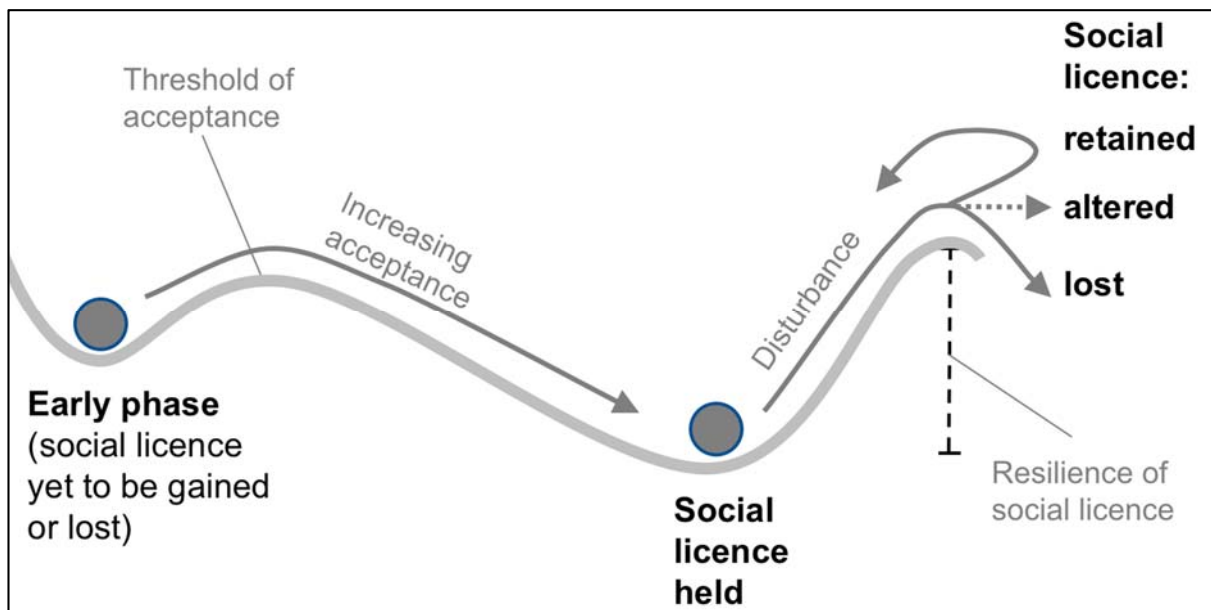 Threshold of
acceptance
Increasing
acceptance
Early phase
(social licence
yet to be gained
or lost)
Social
licence
held
Disturbance
Social
licence:
retained
altered
lost
Resilience of
social licence